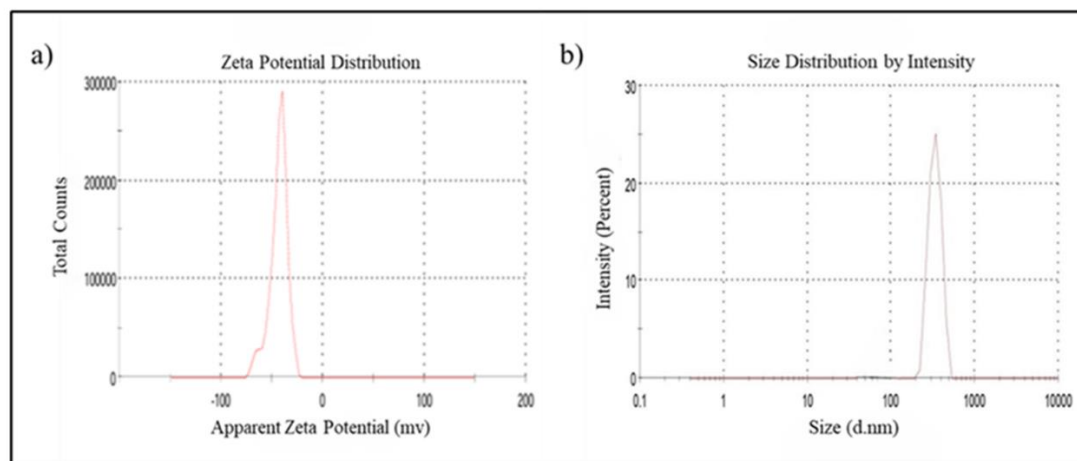 a)
Zeta Potential Distribution
300000
200000
100000
0
Total Counts
-100
0
100
200
Apparent Zeta Potential (mv)
b)
Size Distribution by Intensity
30
20
10
0
Intensity (Percent)
0.1
1
10
100
1000
10000
Size (d.nm)